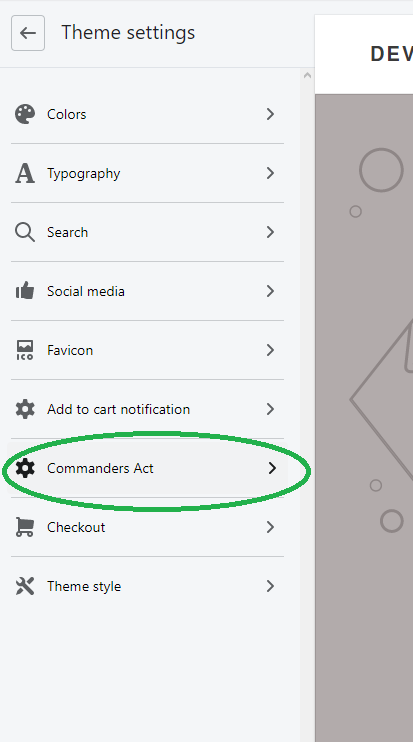 Theme settings
DEV
Colors
Typography
Search
Social media
ICO
Favicon
Add to cart notification
Commanders Act
Checkout
Theme style